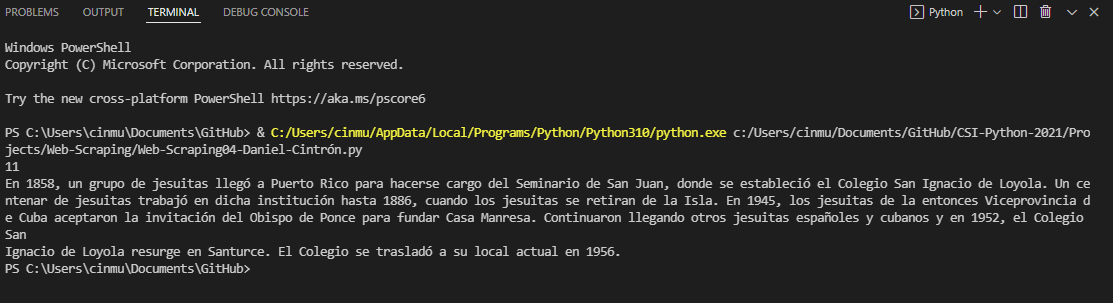 PROBLEMS OUTPUT TERMINAL DEBUG CONSOLE Python
Windows PowerShell
Copyright (C) Microsoft Corporation. All rights reserved.
Try the new cross-platform PowerShell https://aka.ms/pscore6
PS C:\Users\cinmu\Documents\GitHub> & C:/Users/cinmu/AppData/Local/Programs/Python/Python310/python.exe c:/Users/cinmu/Documents/GitHub/CSI-Python-2021/Pro
jects/Web-Scraping/Web-Scraping04-Daniel-Cintrón.py
11
En 1858, un grupo de jesuitas llegó a Puerto Rico para hacerse cargo del Seminario de San Juan, donde se estableció el Colegio San Ignacio de Loyola. Un ce
ntenar de jesuitas trabajó en dicha institución hasta 1886, cuando los jesuitas se retiran de la Isla. En 1945, los jesuitas de la entonces Viceprovincia d
e Cuba aceptaron la invitación del Obispo de Ponce para fundar Casa Manresa. Continuaron llegando otros jesuitas españoles y cubanos y en 1952, el Colegio
San
Ignacio de Loyola resurge en Santurce. El Colegio se trasladó a su local actual en 1956.
PS C:\Users\cinmu\Documents\GitHub>